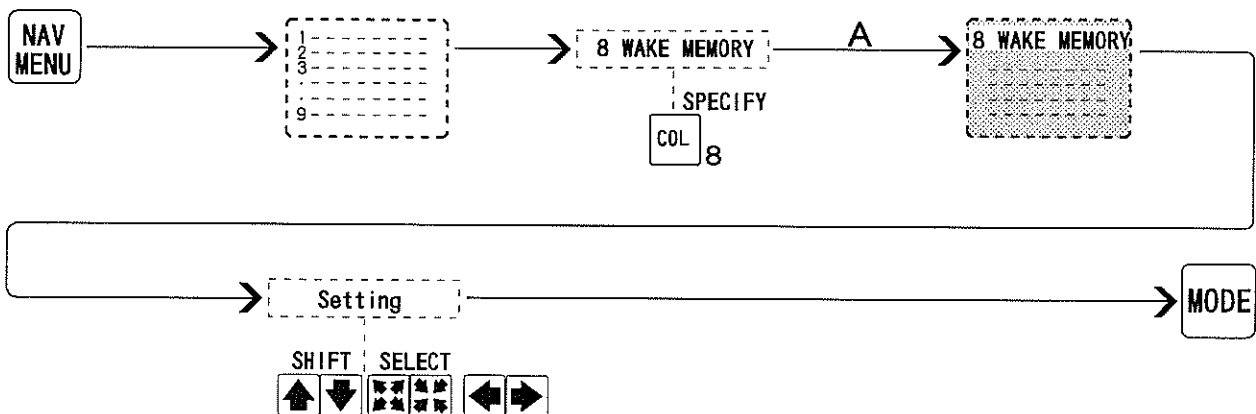 NAV
MENU
1
2
3
9
8 WAKE MEMORY
SPECIFY
COL
8
A
8 WAKE MEMORY
Setting
SHIFT SELECT
MODE